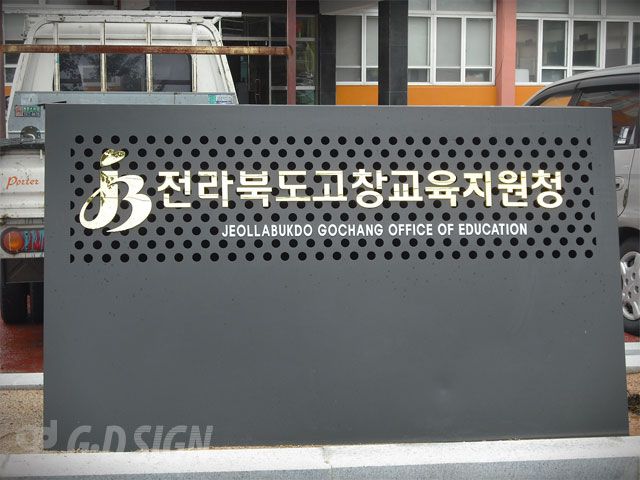 전라북도고창교육지원청
JEOLLABUKDO GOCHANG OFFICE OF EDUCATION
Porter
G.D SIGN